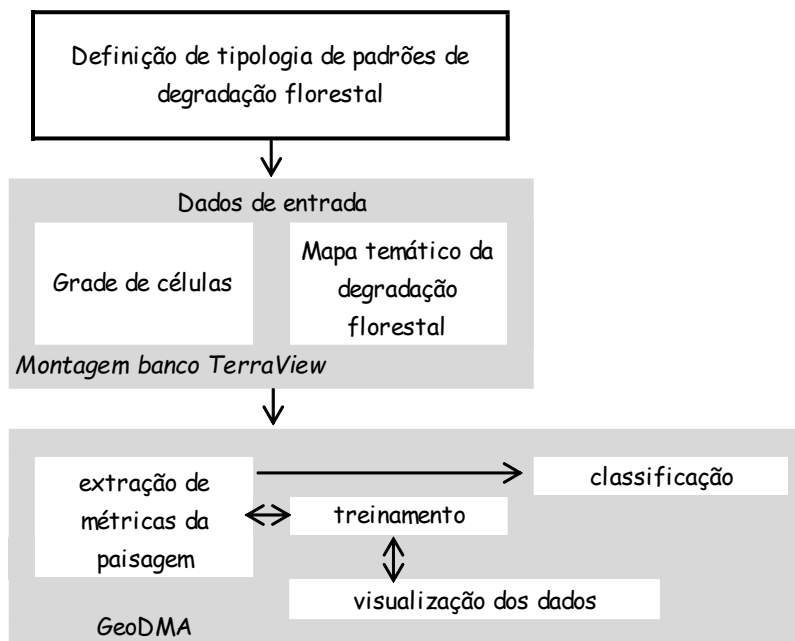 Definição de tipologia de padrões de
degradação florestal
Dados de entrada
Grade de células
Mapa temático da
degradação
florestal
Montagem banco TerraView
extração de
métricas da
paisagem
classificação
treinamento
visualização dos dados
GeoDMA